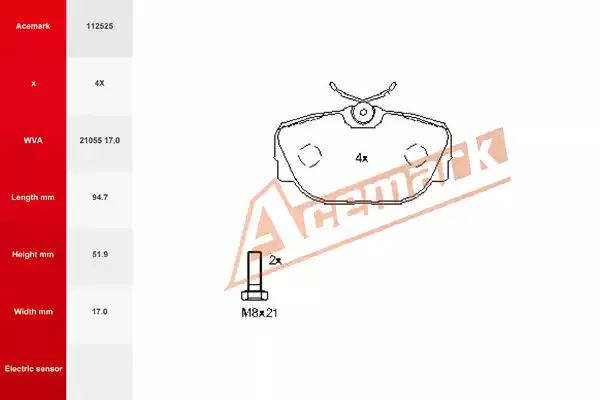 Acemark 112525
x 4X
WVA 21055 17.0
Length mm 94.7
Height mm 51.9
Width mm 17.0
Electric sensor
4x
Acemark
2x
M8x21